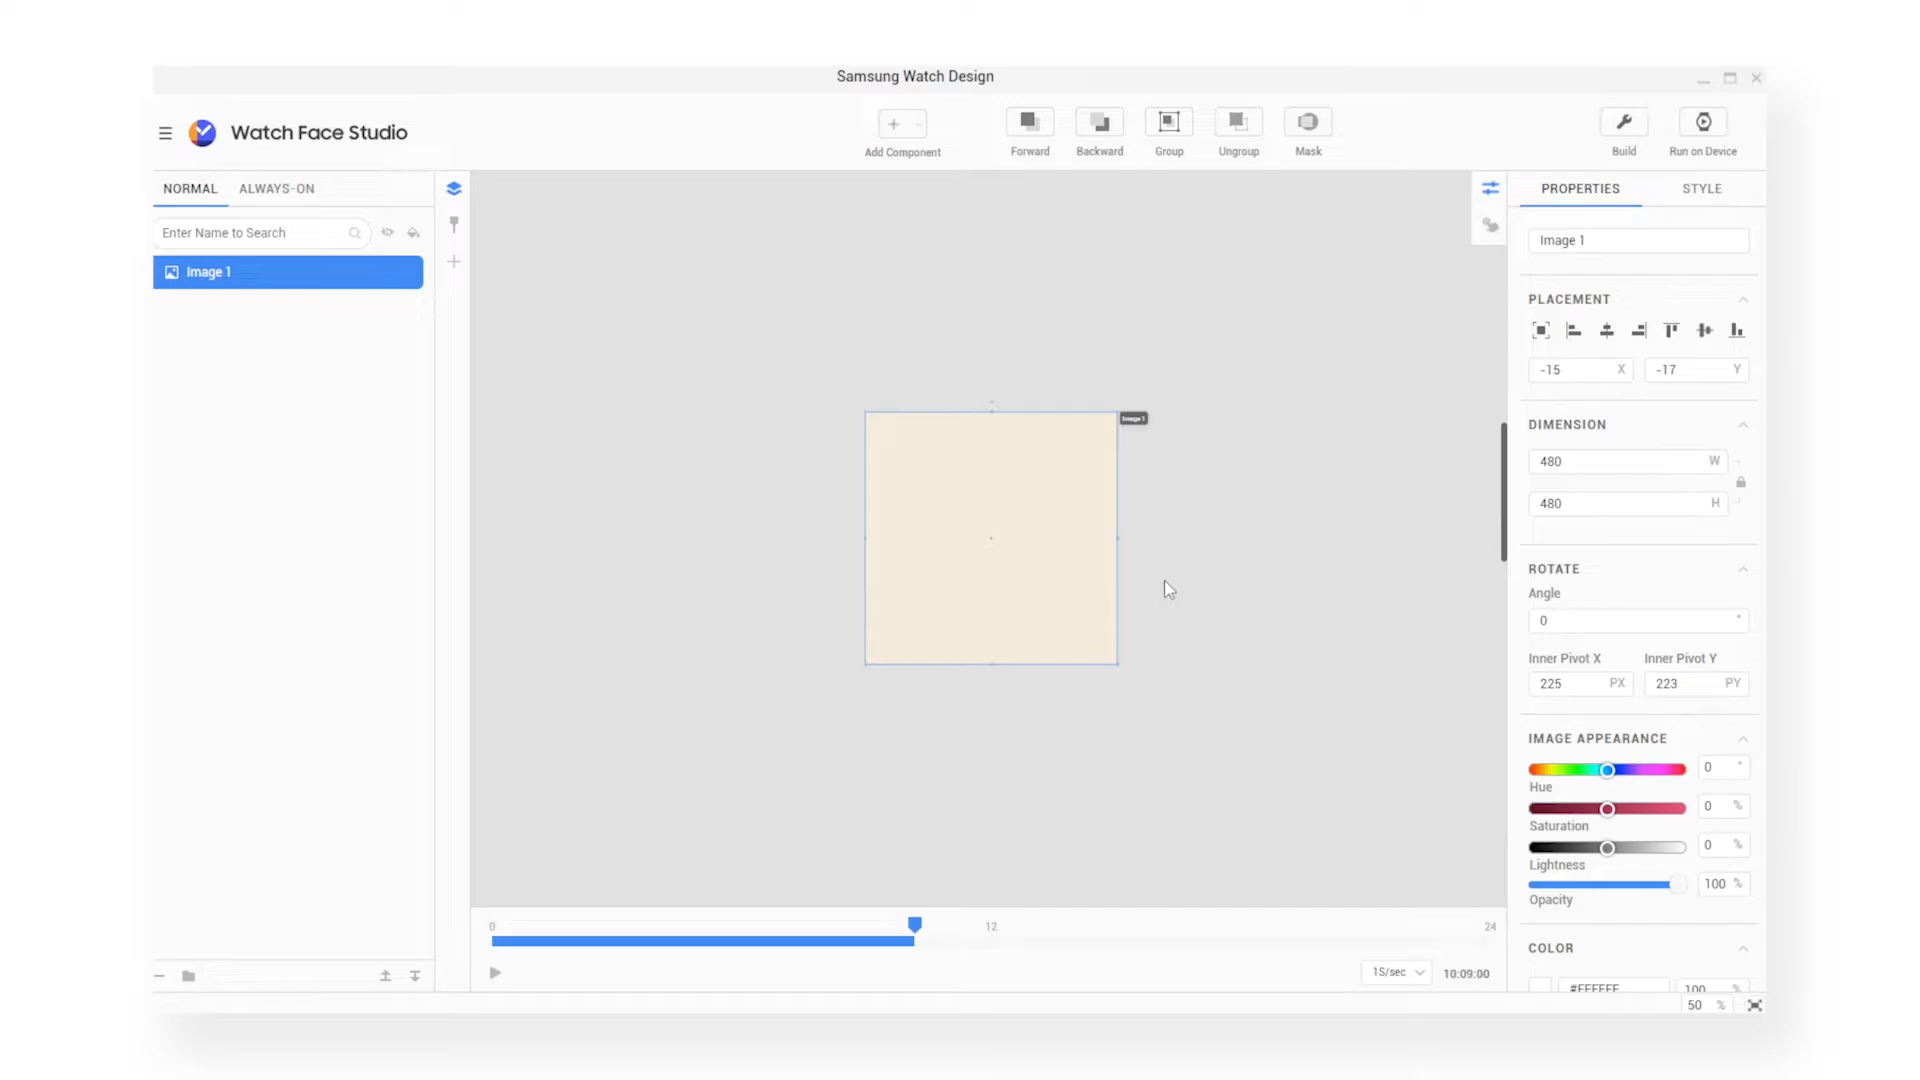 Samsung Watch Design
Watch Face Studio
Add Component
Forward
Backward
Group
Ungroup
Mask
Build
Run on Device
NORMAL ALWAYS-ON
Enter Name to Search
Image 1
Image 1
PROPERTIES STYLE
Image 1
PLACEMENT
-15 X -17 Y
DIMENSION
480 W
480 H
ROTATE
Angle
0 °
Inner Pivot X Inner Pivot Y
225 PX 223 PY
IMAGE APPEARANCE
0 °
Hue
0 %
Saturation
0 %
Lightness
100 %
Opacity
COLOR
#FFFFFF 100 %
0 12 24
1S/sec 10:09:00
50 %